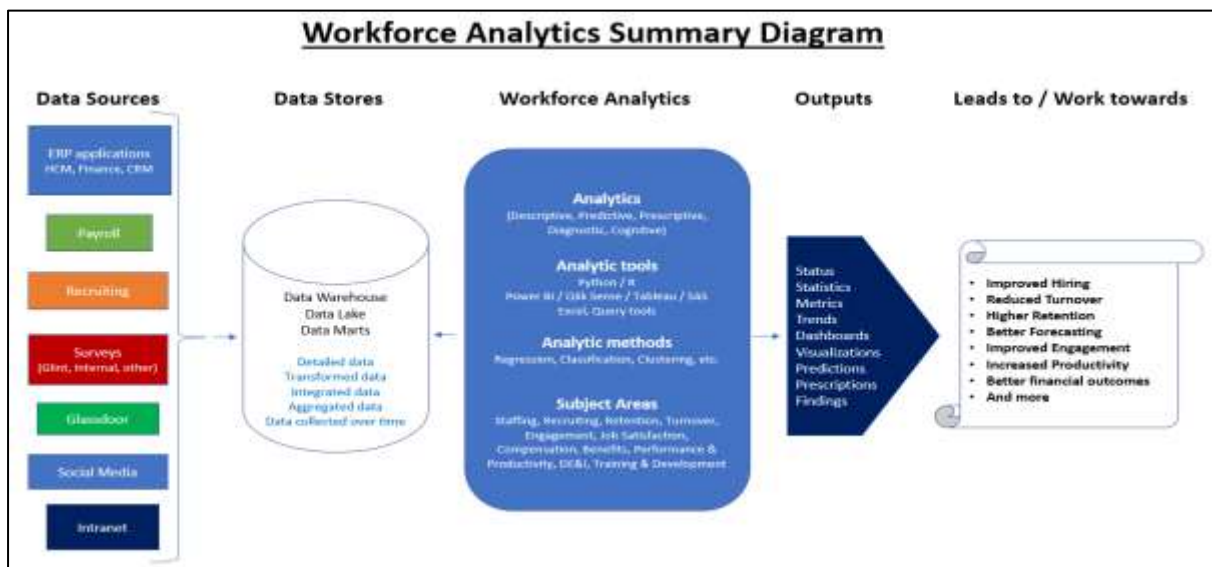 Workforce Analytics Summary Diagram
Data Sources
Data Stores
Workforce Analytics
Outputs
Leads to / Work towards
ERP applications
HCM, Finance, CRM
Payroll
Recruiting
Surveys
(Glint, Internal, other)
Glassdoor
Social Media
Intranet
Data Warehouse
Data Lake
Data Marts
Detailed data
Transformed data
Integrated data
Aggregated data
Data collected over time
Analytics
(Descriptive, Predictive, Prescriptive,
Diagnostic, Cognitive)
Analytic tools
Python / R
Power BI / Qlik Sense / Tableau / SAS
Excel, Query tools
Analytic methods
Regression, Classification, Clustering, etc.
Subject Areas
Staffing, Recruiting, Retention, Turnover,
Engagement, Job Satisfaction,
Compensation, Benefits, Performance &
Productivity, DE&I, Training & Development
Status
Statistics
Metrics
Trends
Dashboards
Visualizations
Predictions
Prescriptions
Findings
• Improved Hiring
• Reduced Turnover
• Higher Retention
• Better Forecasting
• Improved Engagement
• Increased Productivity
• Better financial outcomes
• And more